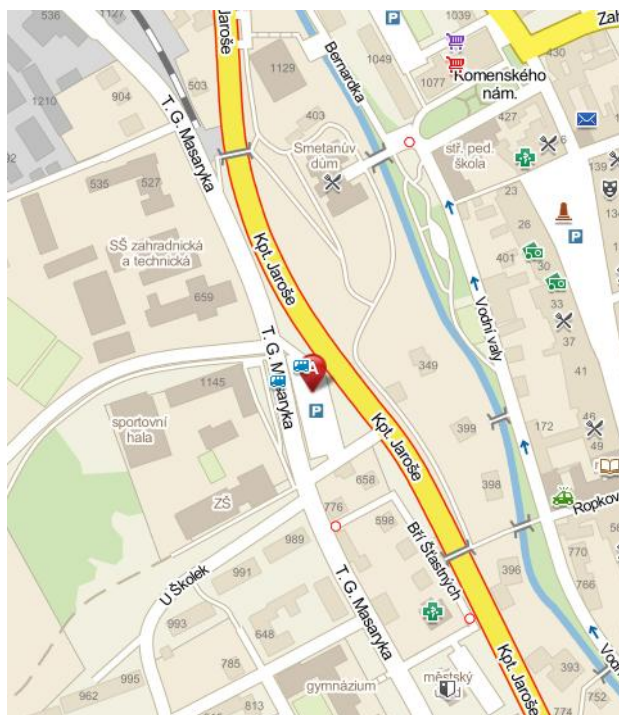 536
1127
Jaroše
P
1039
Zah
1129
Bernardka
1049
1077
Komenského
nám.
430
1210
904
503
T. G. Masaryka
403
427
6
Smetanův
dům
stř. ped.
škola
139
535
527
23
26
P
SŠ zahradnická
a technická
Kpt. Jaroše
401
30
33
659
Vodní valy
37
349
41
T. G. Masaryka
A
1145
P
sportovní
hala
Kpt. Jaroše
399
172
46
49
658
398
ZŠ
776
598
Ropkov
989
Bří Šťastných
U Školek
991
T. G. Masaryka
396
770
766
993
648
Kpt. Jaroše
Vodní
785
393
995
962
gymnázium
městský
813
774
752